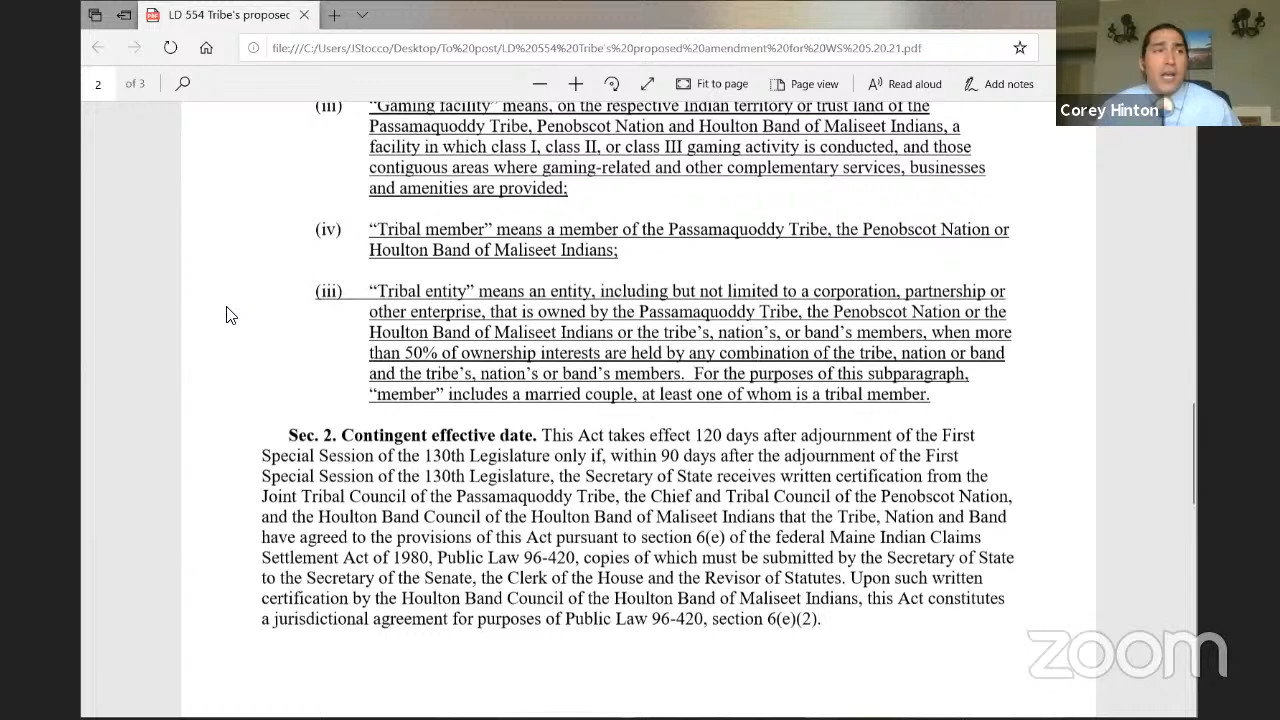 LD 554 Tribe's proposed
file:///C:/Users/JStocco/Desktop/To%20post/LD%20554%20Tribe's%20proposed%20amendment%20for%20WS%205.20.21.pdf
2 of 3
Fit to page
Page view
Read aloud
Add notes
Corey Hinton
(iii) “Gaming facility” means, on the respective Indian territory or trust land of the
Passamaquoddy Tribe, Penobscot Nation and Houlton Band of Maliseet Indians, a
facility in which class I, class II, or class III gaming activity is conducted, and those
contiguous areas where gaming-related and other complementary services, businesses
and amenities are provided;
(iv) “Tribal member” means a member of the Passamaquoddy Tribe, the Penobscot Nation or
Houlton Band of Maliseet Indians;
(iii) “Tribal entity” means an entity, including but not limited to a corporation, partnership or
other enterprise, that is owned by the Passamaquoddy Tribe, the Penobscot Nation or the
Houlton Band of Maliseet Indians or the tribe’s, nation’s, or band’s members, when more
than 50% of ownership interests are held by any combination of the tribe, nation or band
and the tribe’s, nation’s or band’s members.  For the purposes of this subparagraph,
“member” includes a married couple, at least one of whom is a tribal member.
Sec. 2. Contingent effective date. This Act takes effect 120 days after adjournment of the First
Special Session of the 130th Legislature only if, within 90 days after the adjournment of the First
Special Session of the 130th Legislature, the Secretary of State receives written certification from the
Joint Tribal Council of the Passamaquoddy Tribe, the Chief and Tribal Council of the Penobscot Nation,
and the Houlton Band Council of the Houlton Band of Maliseet Indians that the Tribe, Nation and Band
have agreed to the provisions of this Act pursuant to section 6(e) of the federal Maine Indian Claims
Settlement Act of 1980, Public Law 96-420, copies of which must be submitted by the Secretary of State
to the Secretary of the Senate, the Clerk of the House and the Revisor of Statutes. Upon such written
certification by the Houlton Band Council of the Houlton Band of Maliseet Indians, this Act constitutes
a jurisdictional agreement for purposes of Public Law 96-420, section 6(e)(2).
zoom